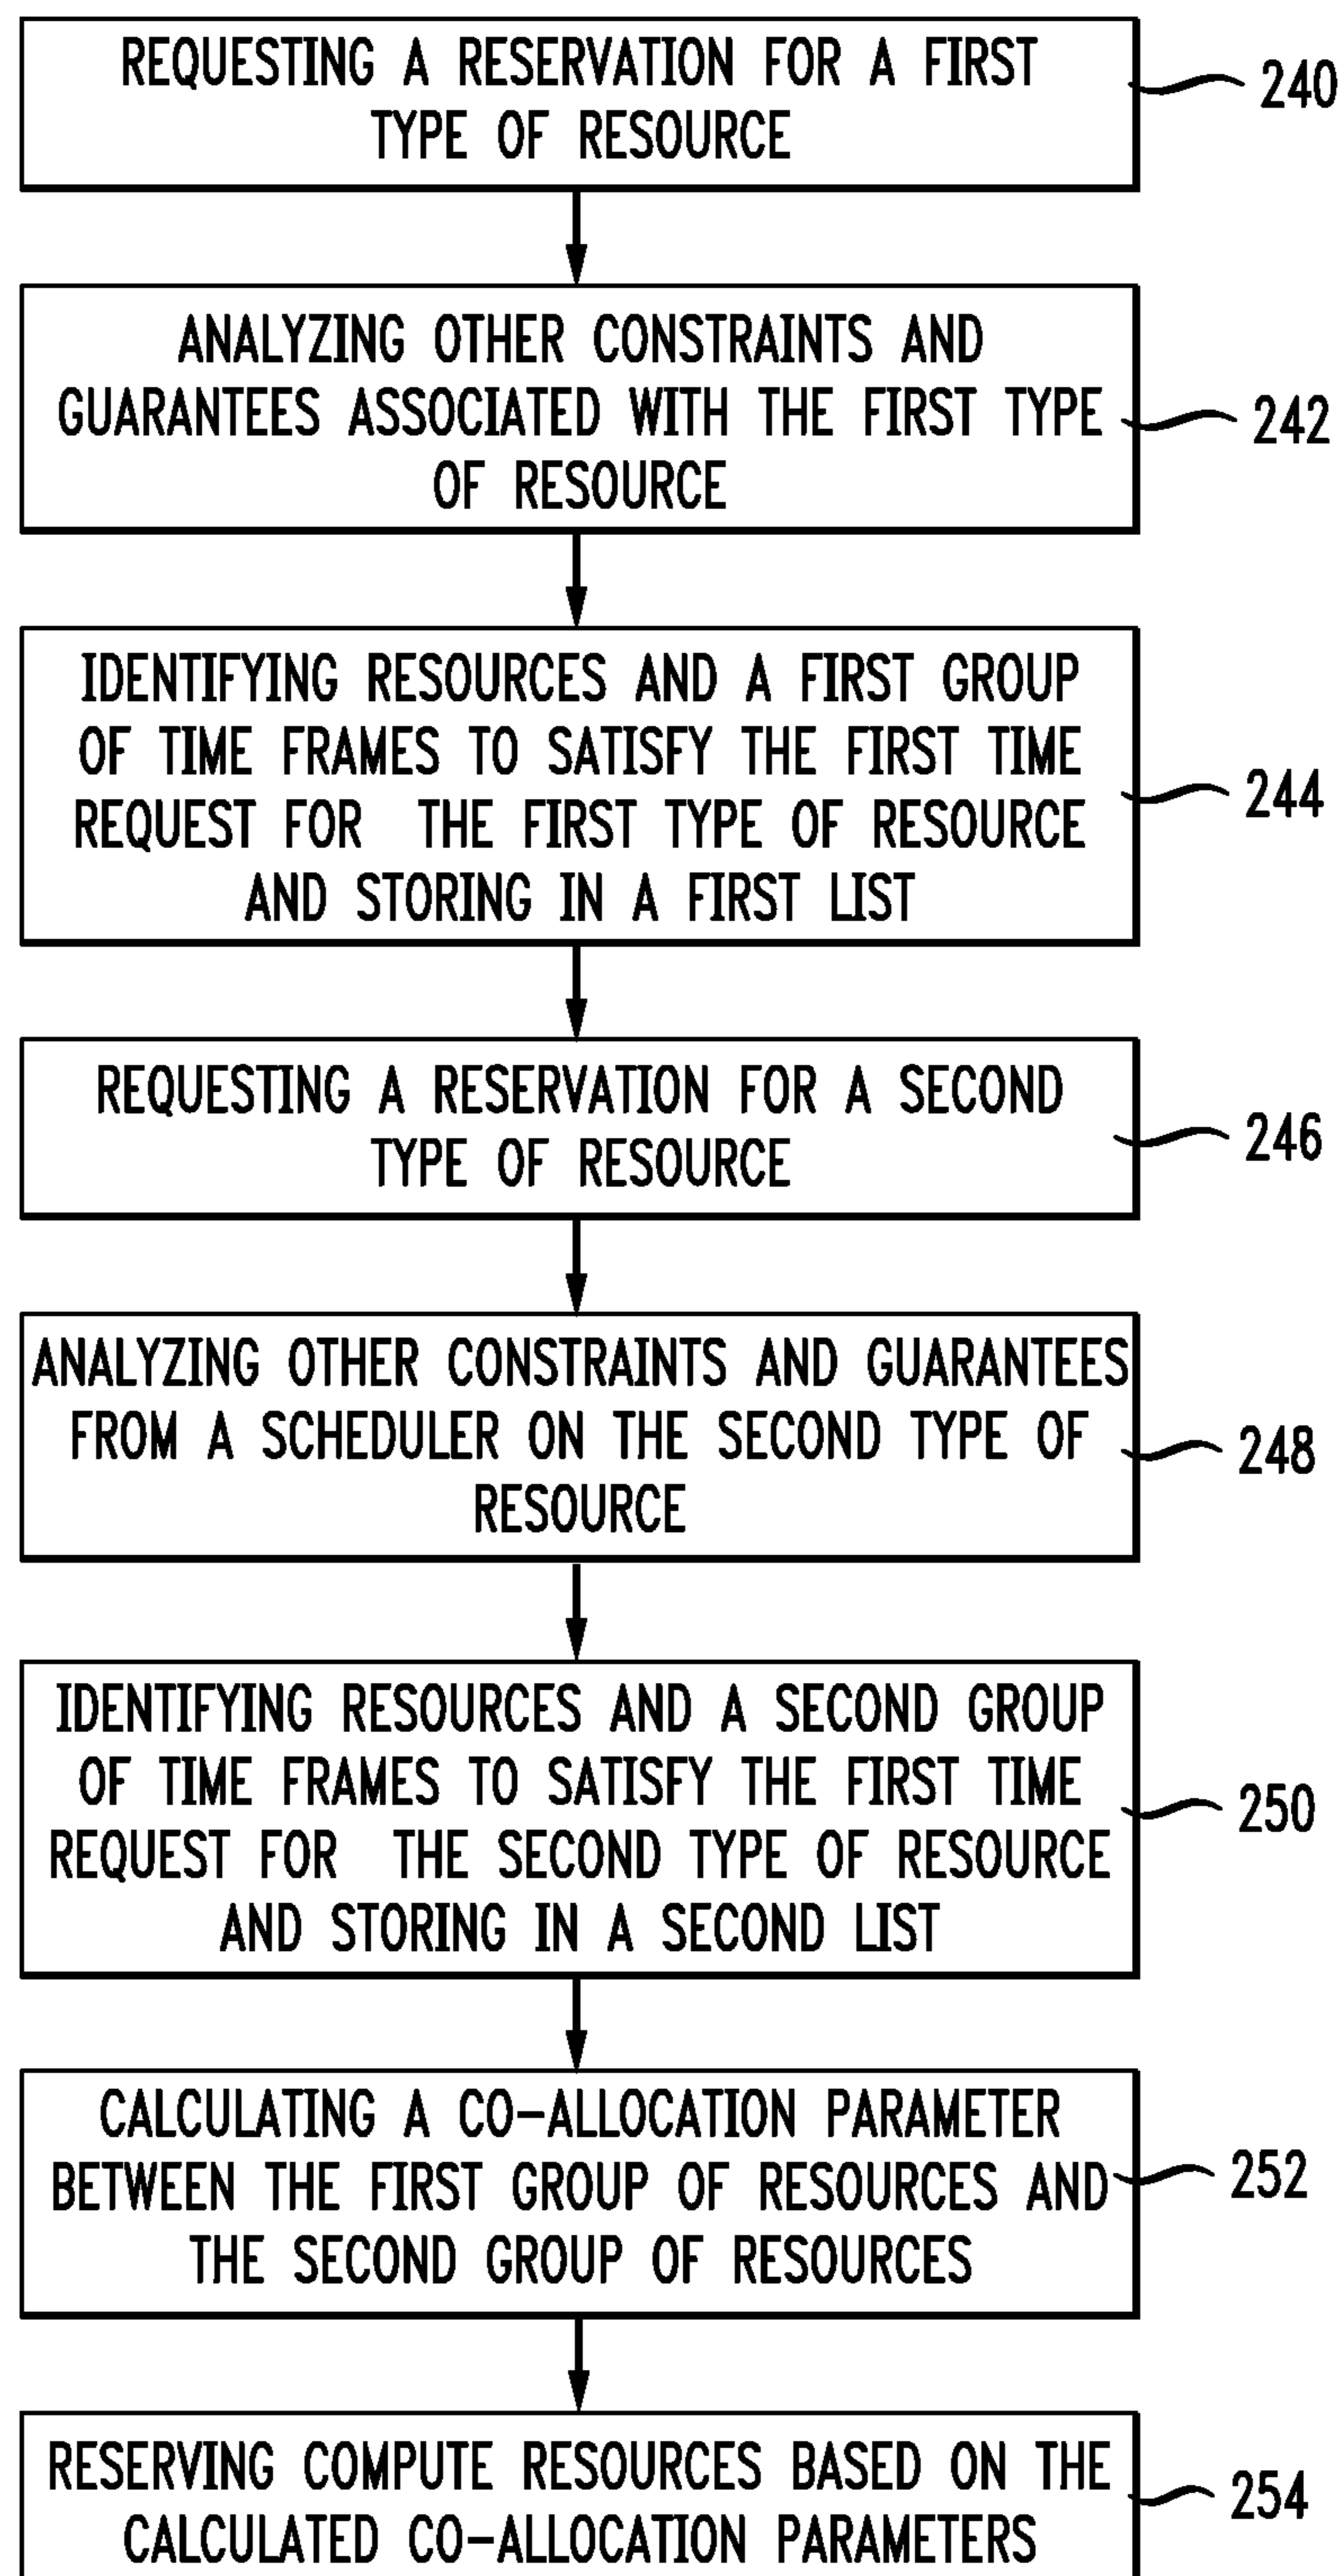 REQUESTING A RESERVATION FOR A FIRST
TYPE OF RESOURCE
240
ANALYZING OTHER CONSTRAINTS AND
GUARANTEES ASSOCIATED WITH THE FIRST TYPE
OF RESOURCE
242
IDENTIFYING RESOURCES AND A FIRST GROUP
OF TIME FRAMES TO SATISFY THE FIRST TIME
REQUEST FOR THE FIRST TYPE OF RESOURCE
AND STORING IN A FIRST LIST
244
REQUESTING A RESERVATION FOR A SECOND
TYPE OF RESOURCE
246
ANALYZING OTHER CONSTRAINTS AND GUARANTEES
FROM A SCHEDULER ON THE SECOND TYPE OF
RESOURCE
248
IDENTIFYING RESOURCES AND A SECOND GROUP
OF TIME FRAMES TO SATISFY THE FIRST TIME
REQUEST FOR THE SECOND TYPE OF RESOURCE
AND STORING IN A SECOND LIST
250
CALCULATING A CO-ALLOCATION PARAMETER
BETWEEN THE FIRST GROUP OF RESOURCES AND
THE SECOND GROUP OF RESOURCES
252
RESERVING COMPUTE RESOURCES BASED ON THE
CALCULATED CO-ALLOCATION PARAMETERS
254